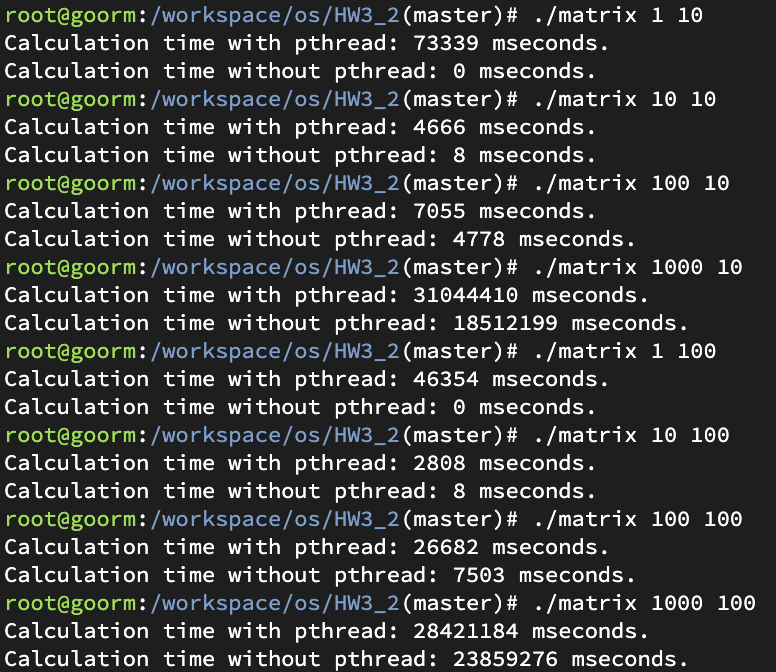 root@goorm:/workspace/os/HW3_2(master)# ./matrix 1 10
Calculation time with pthread: 73339 mseconds.
Calculation time without pthread: 0 mseconds.
root@goorm:/workspace/os/HW3_2(master)# ./matrix 10 10
Calculation time with pthread: 4666 mseconds.
Calculation time without pthread: 8 mseconds.
root@goorm:/workspace/os/HW3_2(master)# ./matrix 100 10
Calculation time with pthread: 7055 mseconds.
Calculation time without pthread: 4778 mseconds.
root@goorm:/workspace/os/HW3_2(master)# ./matrix 1000 10
Calculation time with pthread: 31044410 mseconds.
Calculation time without pthread: 18512199 mseconds.
root@goorm:/workspace/os/HW3_2(master)# ./matrix 1 100
Calculation time with pthread: 46354 mseconds.
Calculation time without pthread: 0 mseconds.
root@goorm:/workspace/os/HW3_2(master)# ./matrix 10 100
Calculation time with pthread: 2808 mseconds.
Calculation time without pthread: 8 mseconds.
root@goorm:/workspace/os/HW3_2(master)# ./matrix 100 100
Calculation time with pthread: 26682 mseconds.
Calculation time without pthread: 7503 mseconds.
root@goorm:/workspace/os/HW3_2(master)# ./matrix 1000 100
Calculation time with pthread: 28421184 mseconds.
Calculation time without pthread: 23859276 mseconds.